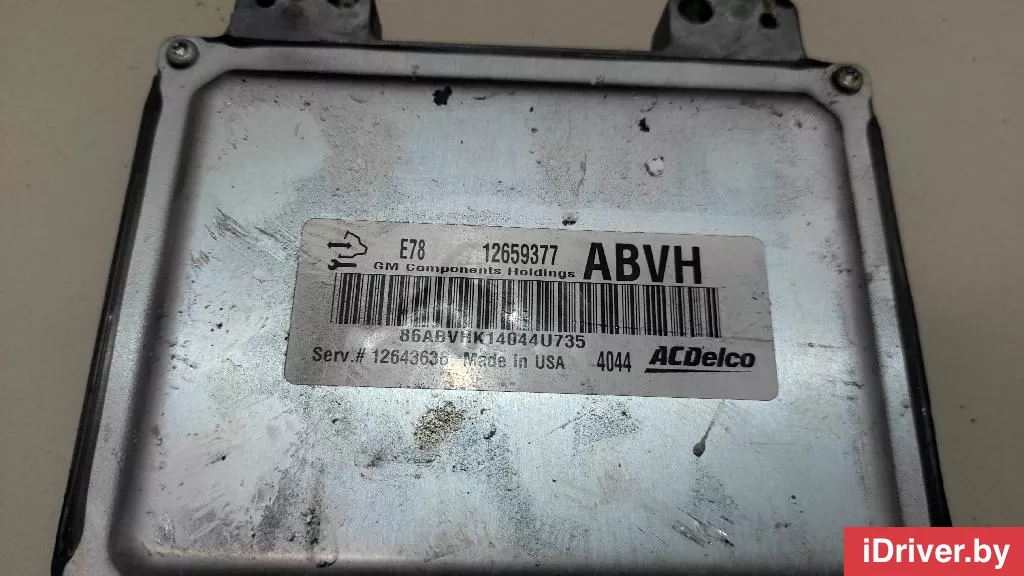 E78 12659377 ABVH
GM Components Holdings
86ABVHK14044U735
Serv.# 12643636 Made in USA 4044 ACDelco
iDriver.by